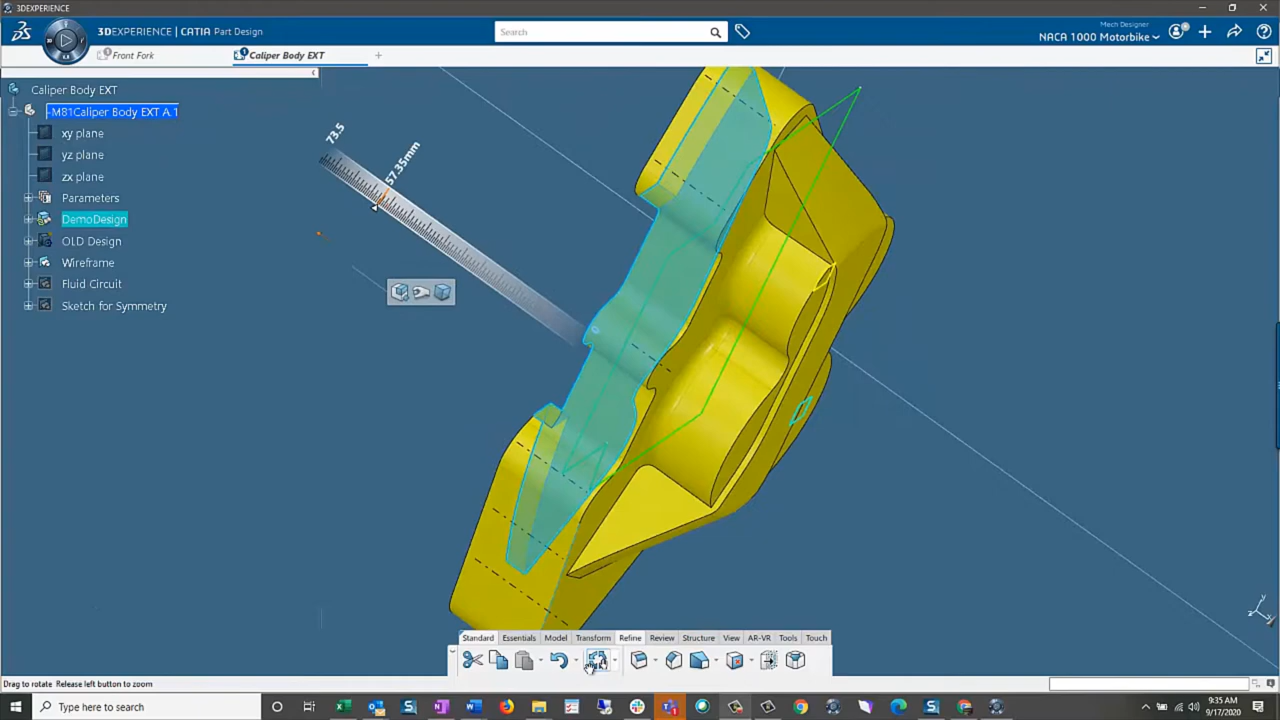 3DEXPERIENCE
3DEXPERIENCE | CATIA Part Design
Search
Mech Designer
NACA 1000 Motorbike
Front Fork
Caliper Body EXT
Caliper Body EXT
M81Caliper Body EXT A.1
xy plane
yz plane
zx plane
Parameters
DemoDesign
OLD Design
Wireframe
Fluid Circuit
Sketch for Symmetry
73.5
57.35mm
Standard Essentials Model Transform Refine Review Structure View AR-VR Tools Touch
Drag to rotate Release left button to zoom
Type here to search
9:35 AM
9/17/2020